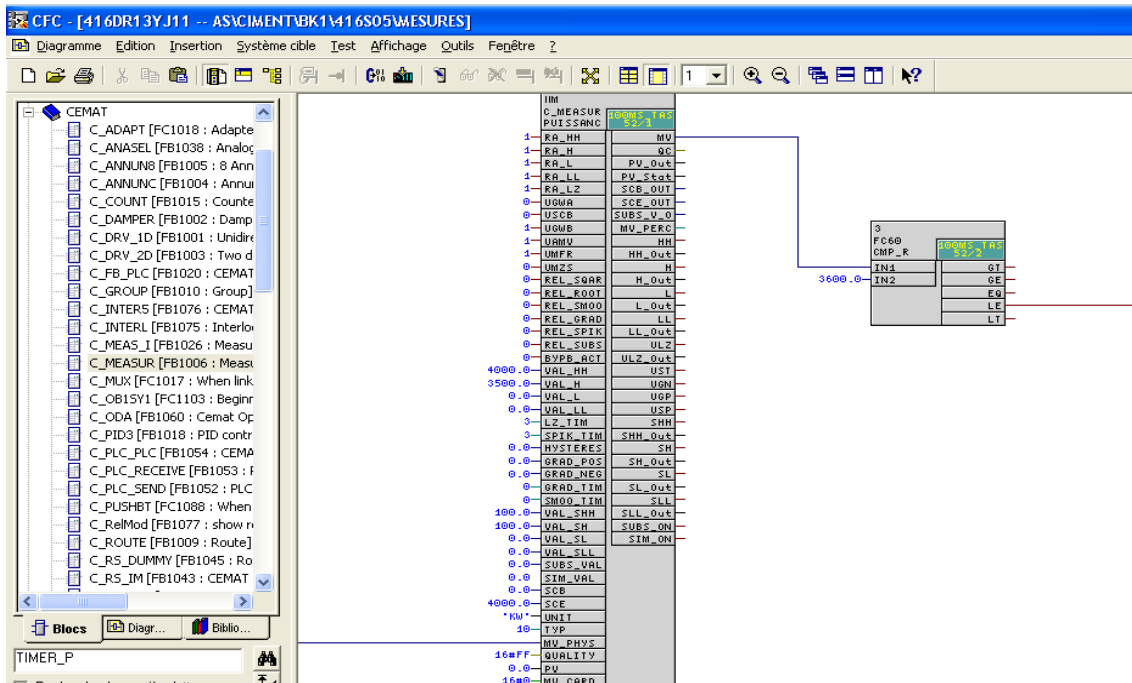 CFC - [416DR13YJ11 -- AS\CIMENT\BK1\416S05\MESURES]
Diagramme Edition Insertion Système cible Test Affichage Outils Fenêtre ?
1
CEMAT
C_ADAPT [FC1018 : Adapte
C_ANASEL [FB1038 : Analog
C_ANNUN8 [FB1005 : 8 Ann
C_ANNUNC [FB1004 : Annu
C_COUNT [FB1015 : Counte
C_DAMPER [FB1002 : Damp
C_DRV_1D [FB1001 : Unidire
C_DRV_2D [FB1003 : Two d
C_FB_PLC [FB1020 : CEMAT
C_GROUP [FB1010 : Group]
C_INTER5 [FB1076 : CEMAT
C_INTERL [FB1075 : Interlo
C_MEAS_I [FB1026 : Measu
C_MEASUR [FB1006 : Meas
C_MUX [FC1017 : When link
C_OB1SY1 [FC1103 : Beginr
C_ODA [FB1060 : Cemat Op
C_PID3 [FB1018 : PID contr
C_PLC_PLC [FB1054 : CEMA
C_PLC_RECEIVE [FB1053 : F
C_PLC_SEND [FB1052 : PLC
C_PUSHBT [FC1088 : When
C_RelMod [FB1077 : show r
C_ROUTE [FB1009 : Route]
C_RS_DUMMY [FB1045 : Ro
C_RS_IM [FB1043 : CEMAT
Blocs Diagr... Biblio...
TIMER_P
C_MEASUR 100MS_TAS
PUISSANC 52/1
1 RA_HH MV
1 RA_H QC
1 RA_L PV_Out
1 RA_LL PV_Stat
1 RA_LZ SCB_OUT
0 UGWA SCE_OUT
0 USCB SUBS_V_O
1 UGWB MV_PERC
1 UAMV HH
1 UMFR HH_Out
0 UMZS H
0 REL_SQAR H_Out
0 REL_ROOT L
0 REL_SMOO L_Out
0 REL_GRAD LL
0 REL_SPIK LL_Out
0 REL_SUBS ULZ
0 BYPB_ACT ULZ_Out
4000.0 VAL_HH UST
3500.0 VAL_H UGN
0.0 VAL_L UGP
0.0 VAL_LL USP
3 LZ_TIM SHH
3 SPIK_TIM SHH_Out
0.0 HYSTERES SH
0.0 GRAD_POS SH_Out
0.0 GRAD_NEG SL
0 GRAD_TIM SL_Out
0 SMOO_TIM SLL
100.0 VAL_SHH SLL_Out
100.0 VAL_SH SUBS_ON
0.0 VAL_SL SIM_ON
0.0 VAL_SLL
0.0 SUBS_VAL
0.0 SIM_VAL
0.0 SCB
4000.0 SCE
'KW' UNIT
10 TYP
MV_PHYS
16#FF QUALITY
0.0 PV
16#0 MV_CARD
3
FC60 100MS_TAS
CMP_R 52/2
IN1 GT
3600.0 IN2 GE
EQ
LE
LT